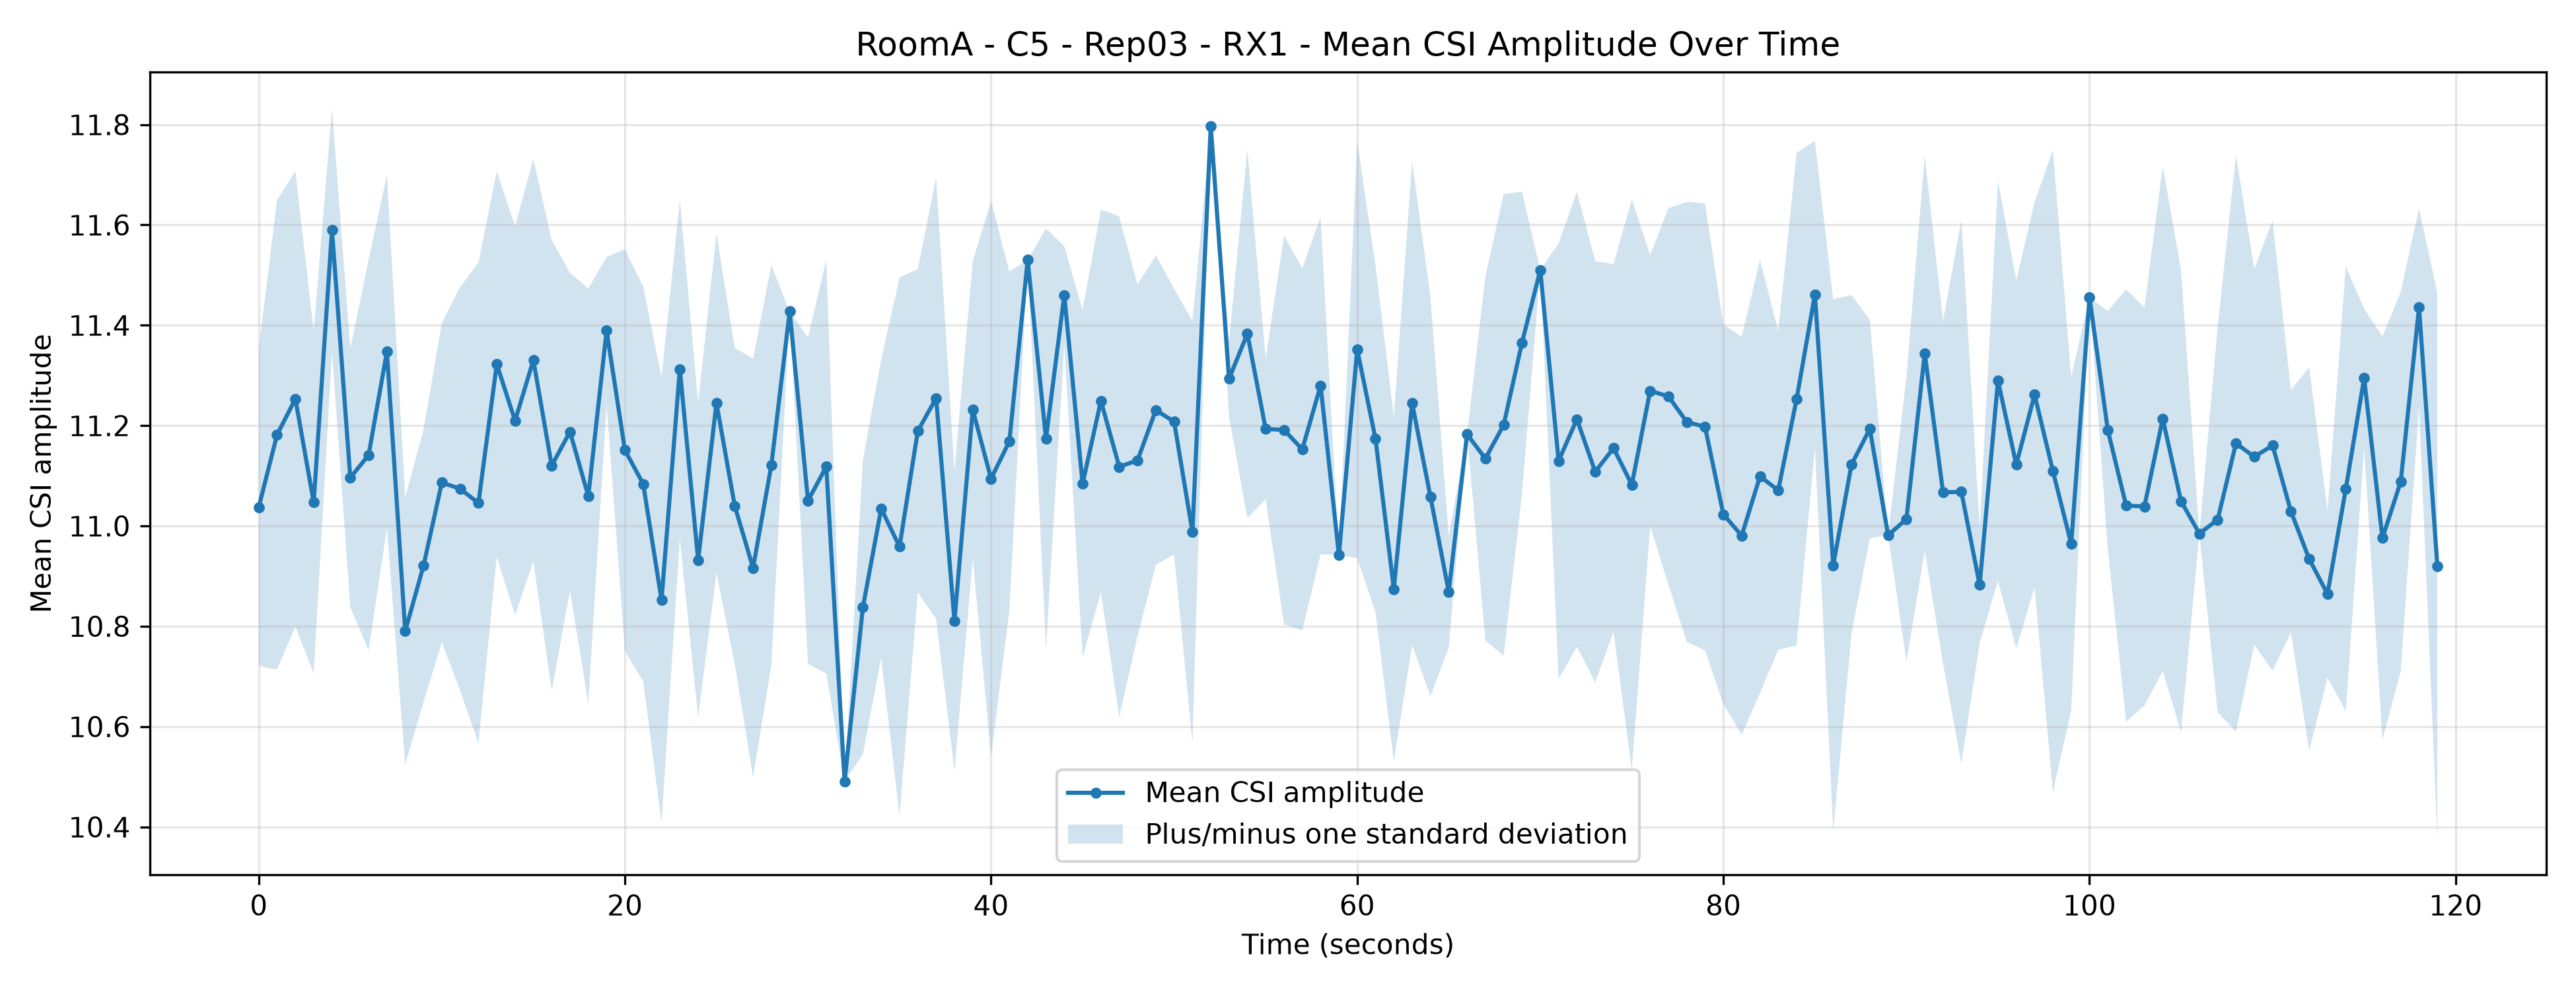 RoomA - C5 - Rep03 - RX1 - Mean CSI Amplitude Over Time
Mean CSI amplitude
11.8
11.6
11.4
11.2
11.0
10.8
10.6
10.4
Mean CSI amplitude
Plus/minus one standard deviation
0 20 40 60 80 100 120
Time (seconds)